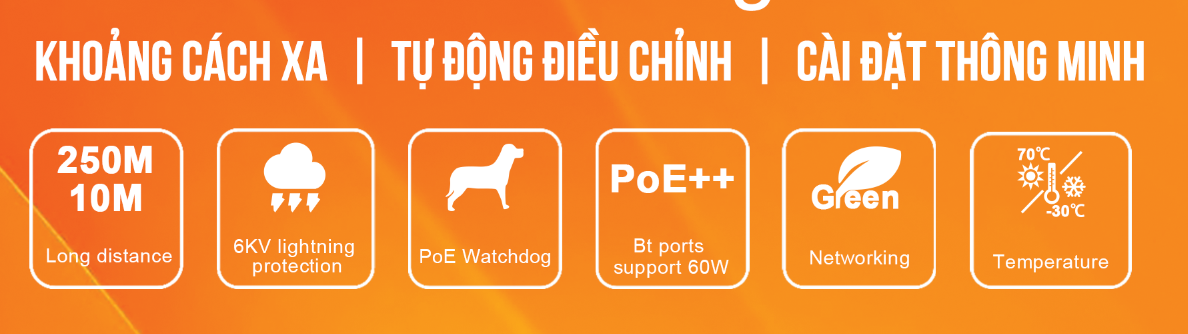 KHOẢNG CÁCH XA | TỰ ĐỘNG ĐIỀU CHỈNH | CÀI ĐẶT THÔNG MINH
250M
10M
Long distance
6KV lightning
protection
PoE Watchdog
PoE++
Bt ports
support 60W
Green
Networking
70℃
-30℃
Temperature